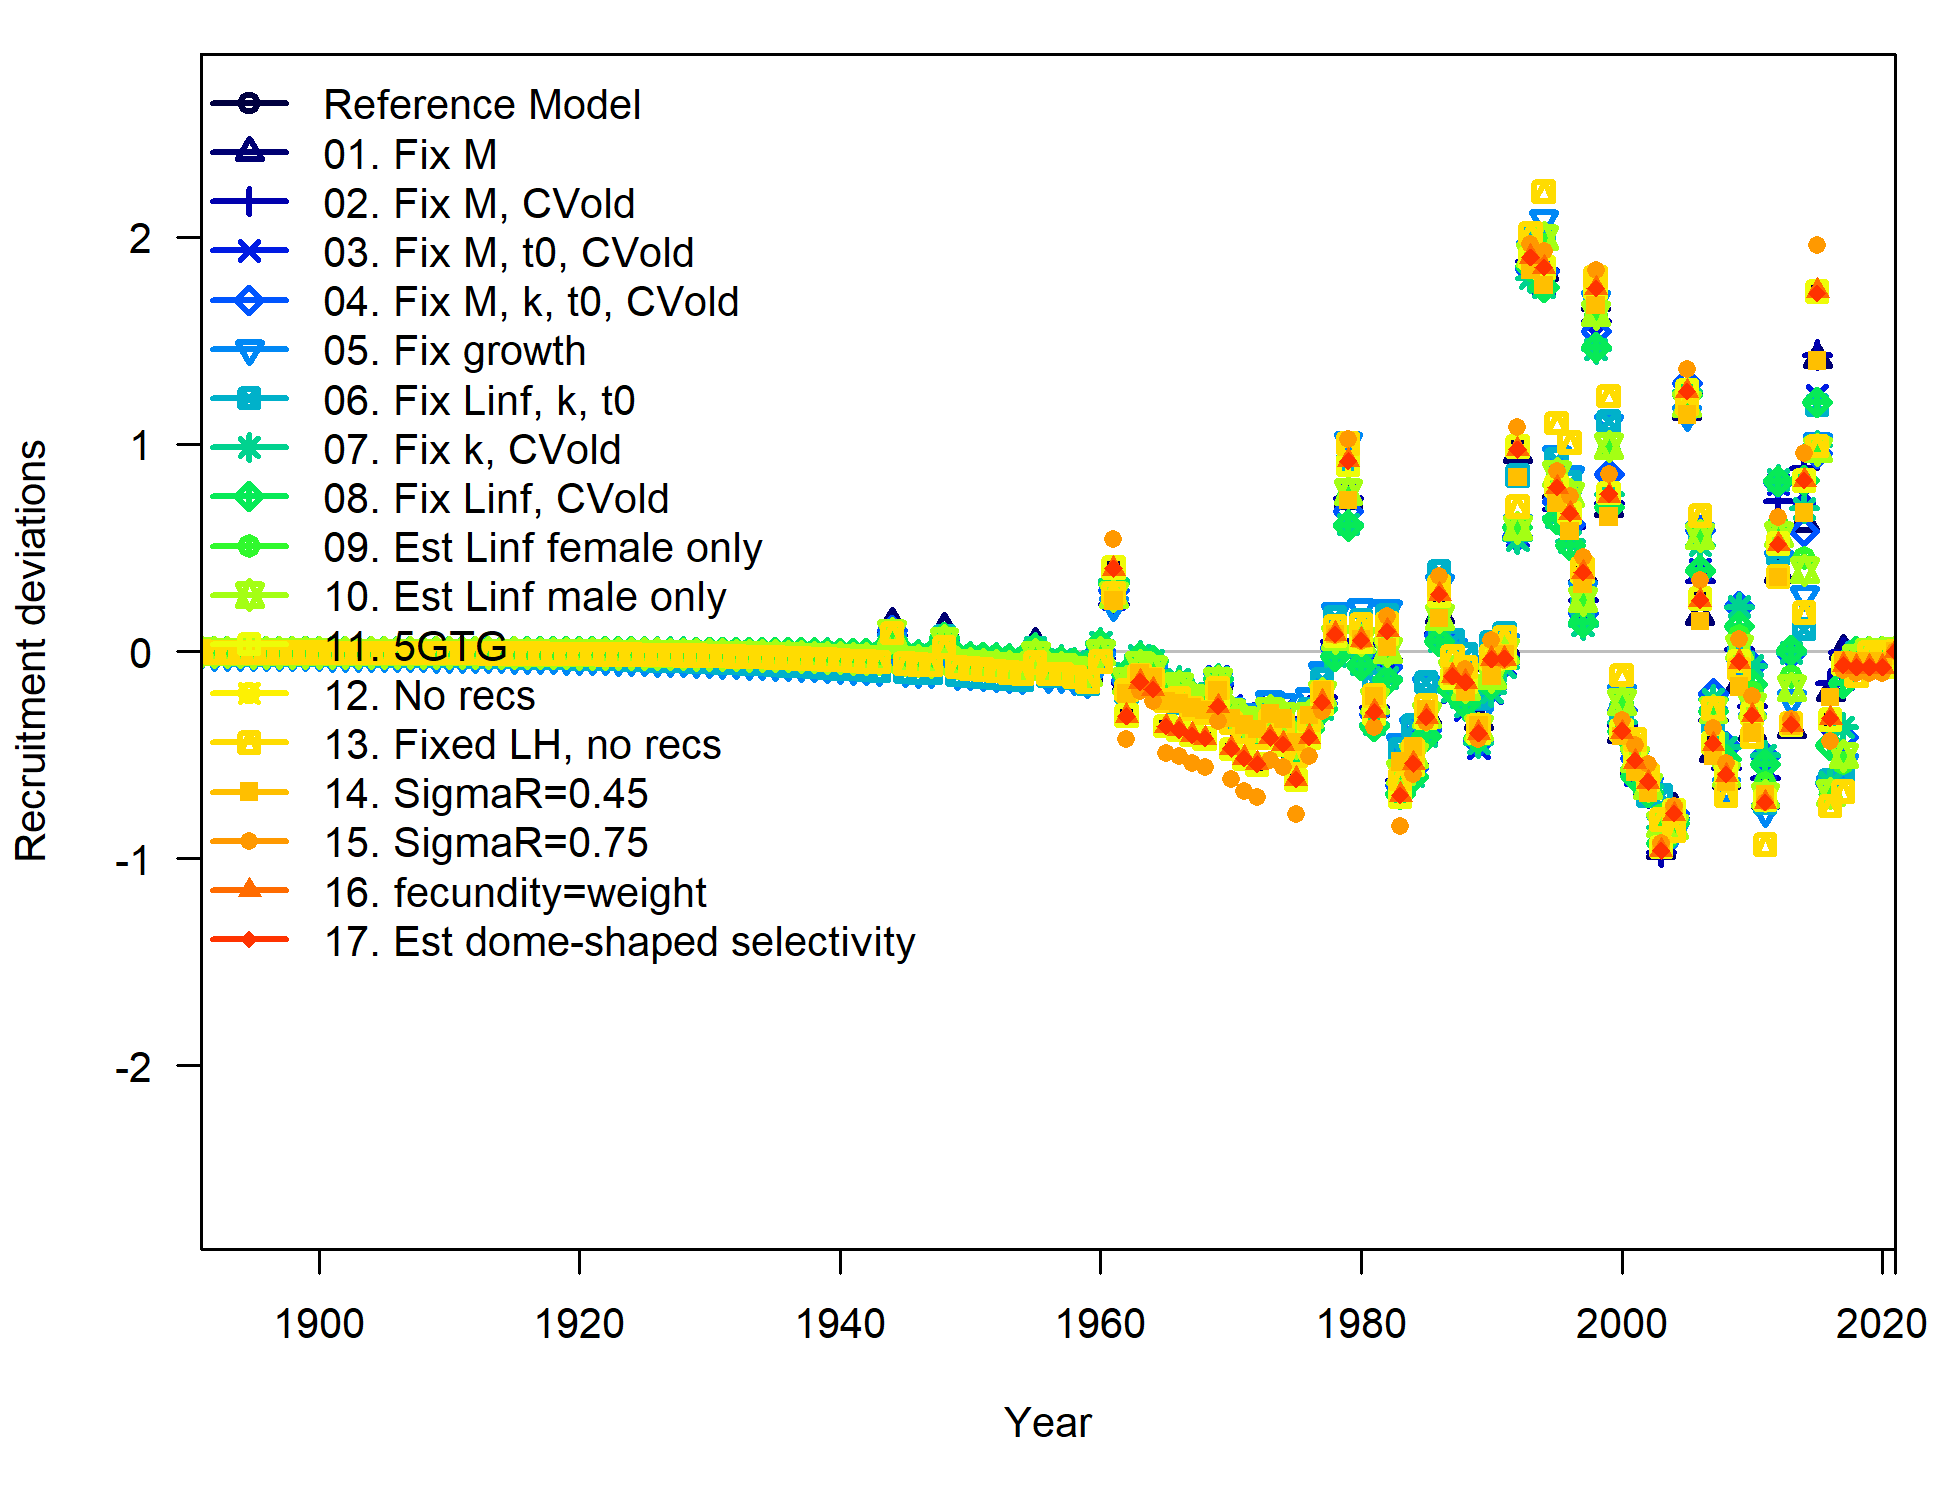 Reference Model
01. Fix M
02. Fix M, CVold
03. Fix M, t0, CVold
04. Fix M, k, t0, CVold
05. Fix growth
06. Fix Linf, k, t0
07. Fix k, CVold
08. Fix Linf, CVold
09. Est Linf female only
10. Est Linf male only
11. 5GTG
12. No recs
13. Fixed LH, no recs
14. SigmaR=0.45
15. SigmaR=0.75
16. fecundity=weight
17. Est dome-shaped selectivity
Recruitment deviations
2
1
0
-1
-2
1900 1920 1940 1960 1980 2000 2020
Year